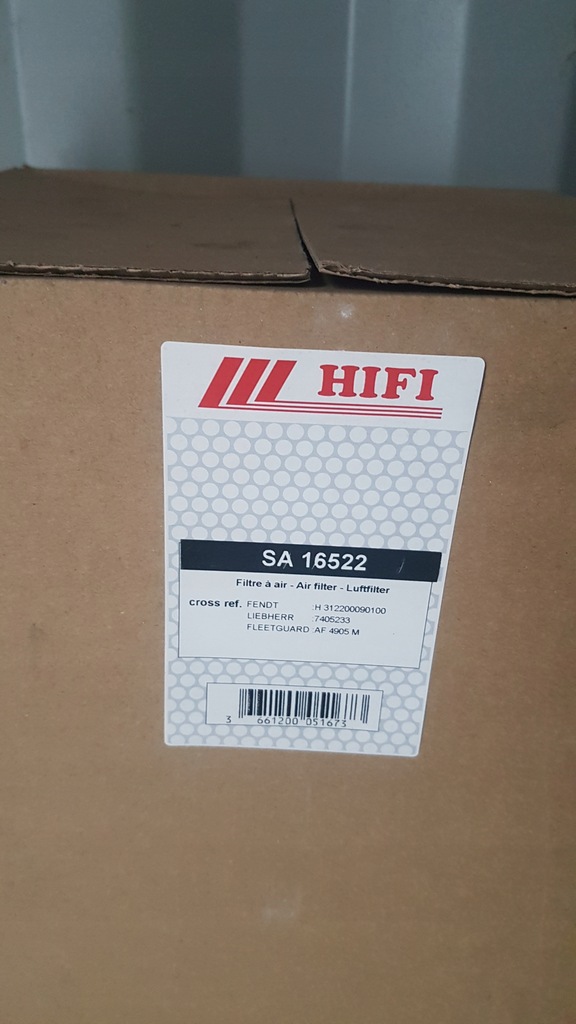 HIFI
SA 16522
Filtre à air - Air filter - Luftfilter
cross ref. FENDT :H 312200090100
LIEBHERR :7405233
FLEETGUARD :AF 4905 M
3 661200 051673